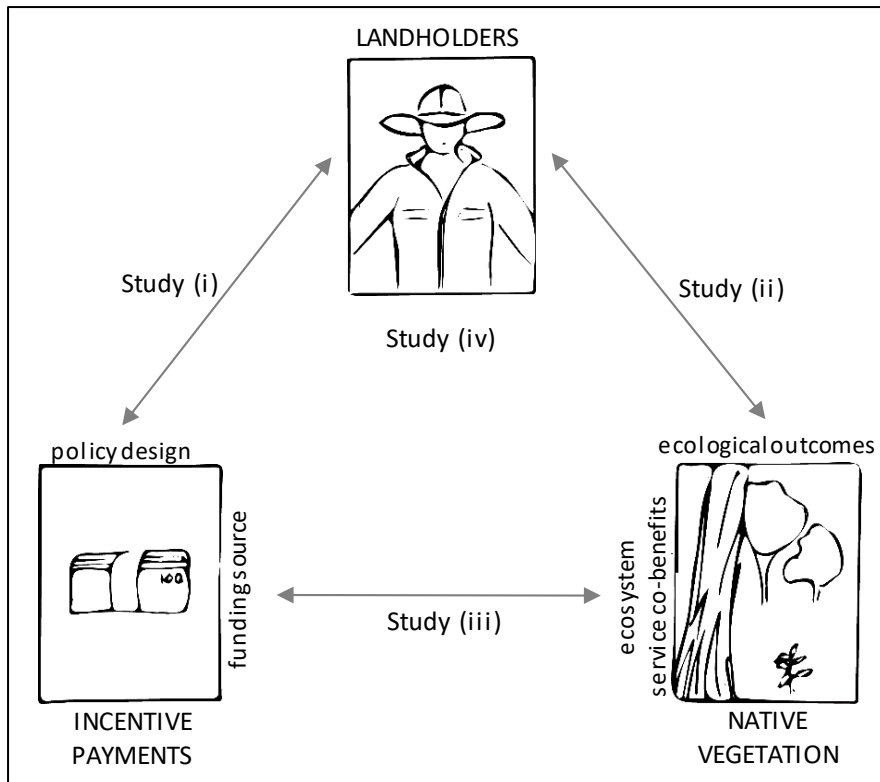 LANDHOLDERS
Study (i)
Study (ii)
Study (iv)
policy design
funding source
ecological outcomes
ecosystem
service co-benefits
100
Study (iii)
INCENTIVE
PAYMENTS
NATIVE
VEGETATION